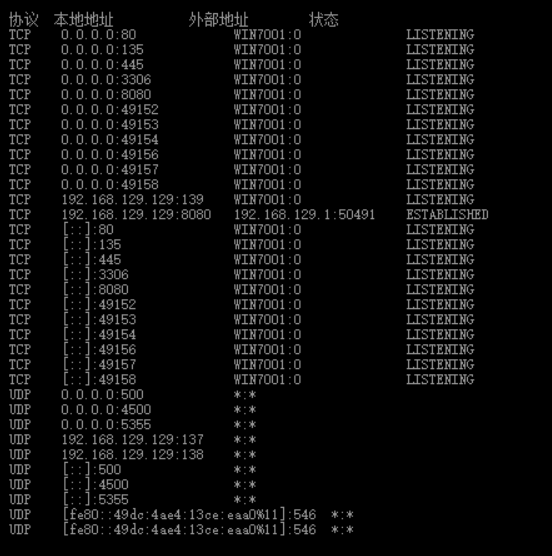 协议 本地地址 外部地址 状态
TCP 0.0.0.0:80 WIN7001:0 LISTENING
TCP 0.0.0.0:135 WIN7001:0 LISTENING
TCP 0.0.0.0:445 WIN7001:0 LISTENING
TCP 0.0.0.0:3306 WIN7001:0 LISTENING
TCP 0.0.0.0:8080 WIN7001:0 LISTENING
TCP 0.0.0.0:49152 WIN7001:0 LISTENING
TCP 0.0.0.0:49153 WIN7001:0 LISTENING
TCP 0.0.0.0:49154 WIN7001:0 LISTENING
TCP 0.0.0.0:49156 WIN7001:0 LISTENING
TCP 0.0.0.0:49157 WIN7001:0 LISTENING
TCP 0.0.0.0:49158 WIN7001:0 LISTENING
TCP 192.168.129.129:139 WIN7001:0 LISTENING
TCP 192.168.129.129:8080 192.168.129.1:50491 ESTABLISHED
TCP [::]:80 WIN7001:0 LISTENING
TCP [::]:135 WIN7001:0 LISTENING
TCP [::]:445 WIN7001:0 LISTENING
TCP [::]:3306 WIN7001:0 LISTENING
TCP [::]:8080 WIN7001:0 LISTENING
TCP [::]:49152 WIN7001:0 LISTENING
TCP [::]:49153 WIN7001:0 LISTENING
TCP [::]:49154 WIN7001:0 LISTENING
TCP [::]:49156 WIN7001:0 LISTENING
TCP [::]:49157 WIN7001:0 LISTENING
TCP [::]:49158 WIN7001:0 LISTENING
UDP 0.0.0.0:500 *:*
UDP 0.0.0.0:4500 *:*
UDP 0.0.0.0:5355 *:*
UDP 192.168.129.129:137 *:*
UDP 192.168.129.129:138 *:*
UDP [::]:500 *:*
UDP [::]:4500 *:*
UDP [::]:5355 *:*
UDP [fe80::49dc:4ae4:13ce:eaa0%11]:546 *:*
UDP [fe80::49dc:4ae4:13ce:eaa0%11]:546 *:*